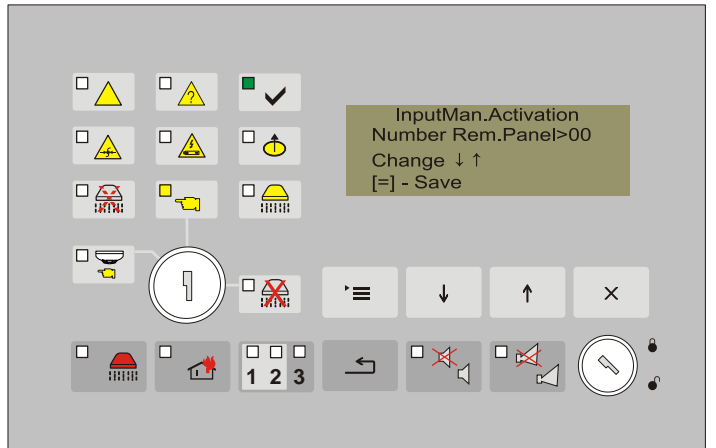 ?
InputMan.Activation
Number Rem.Panel>00
Change ↓ ↑
[=] - Save
1 2 3